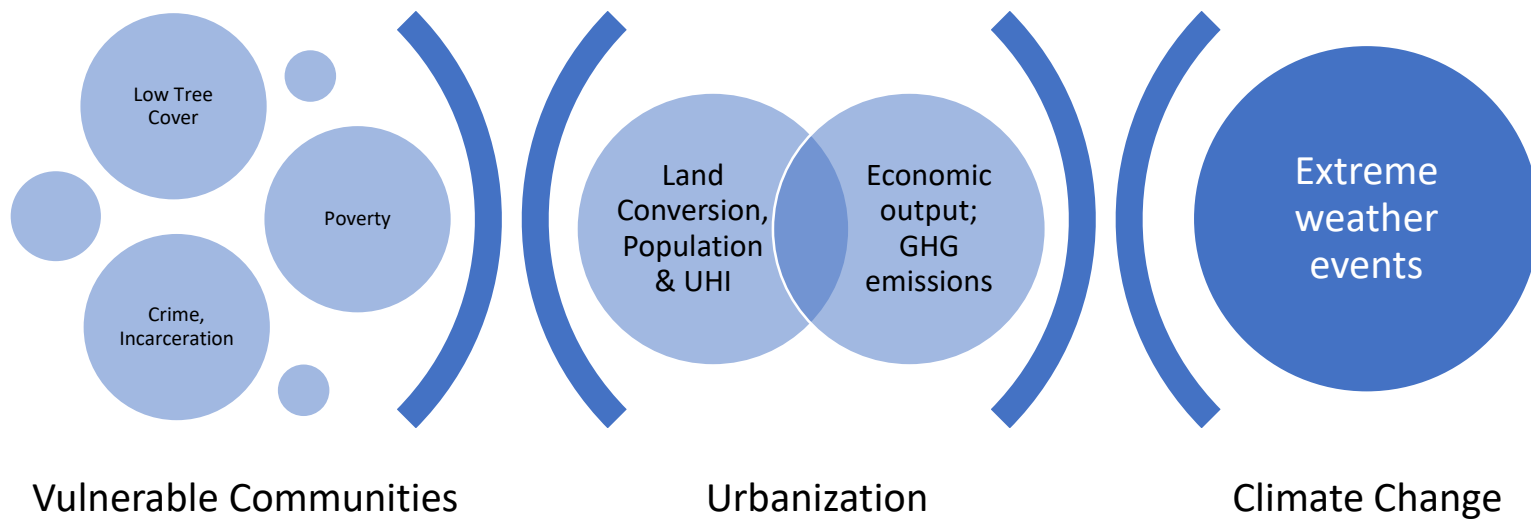 Low Tree
Cover
Poverty
Crime,
Incarceration
Vulnerable Communities
Land
Conversion,
Population
& UHI
Economic
output;
GHG
emissions
Urbanization
Extreme
weather
events
Climate Change